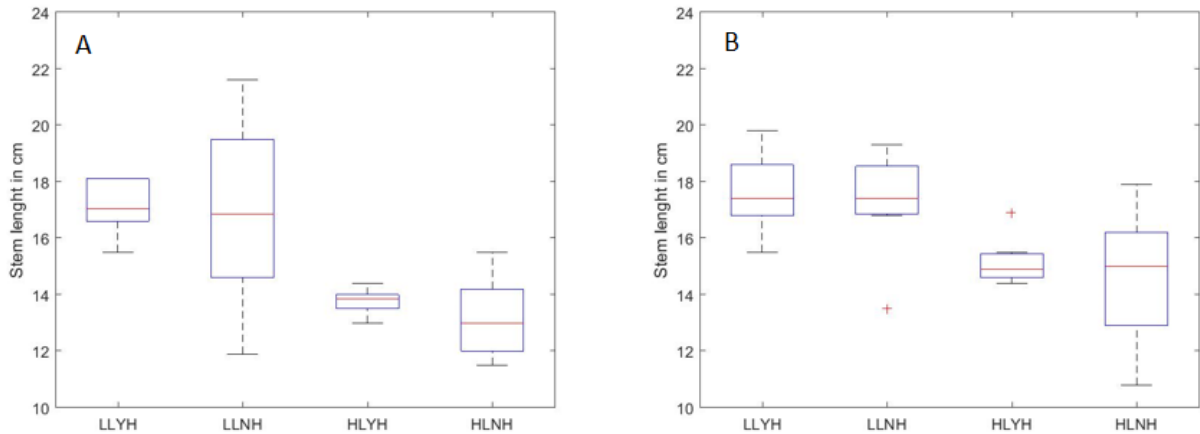 A
Stem lenght in cm
24
22
20
18
16
14
12
10
LLYH LLNH HLYH HLNH
B
Stem lenght in cm
24
22
20
18
16
14
12
10
LLYH LLNH HLYH HLNH